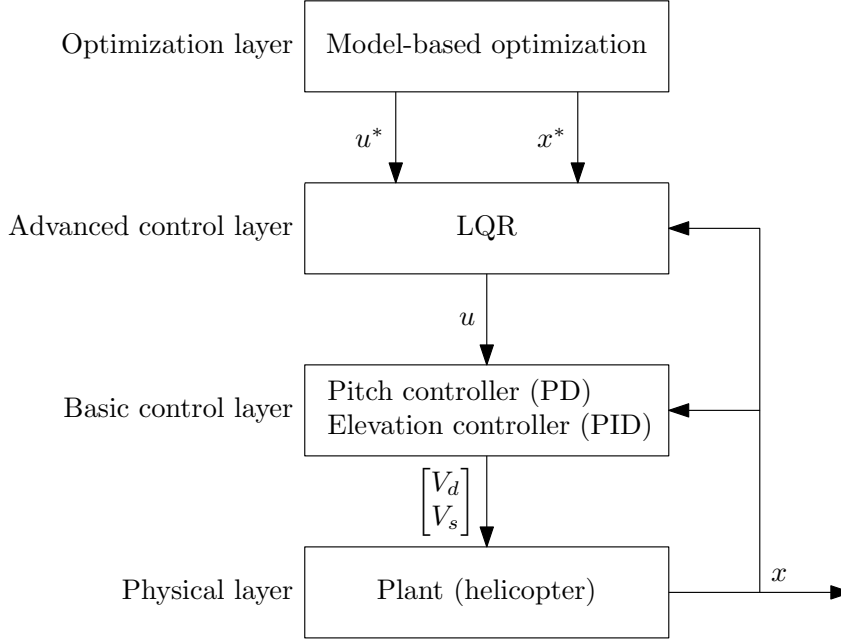 Optimization layer
Model-based optimization
u*
x*
Advanced control layer
LQR
u
Basic control layer
Pitch controller (PD)
Elevation controller (PID)
[V_d
V_s]
Physical layer
Plant (helicopter)
x